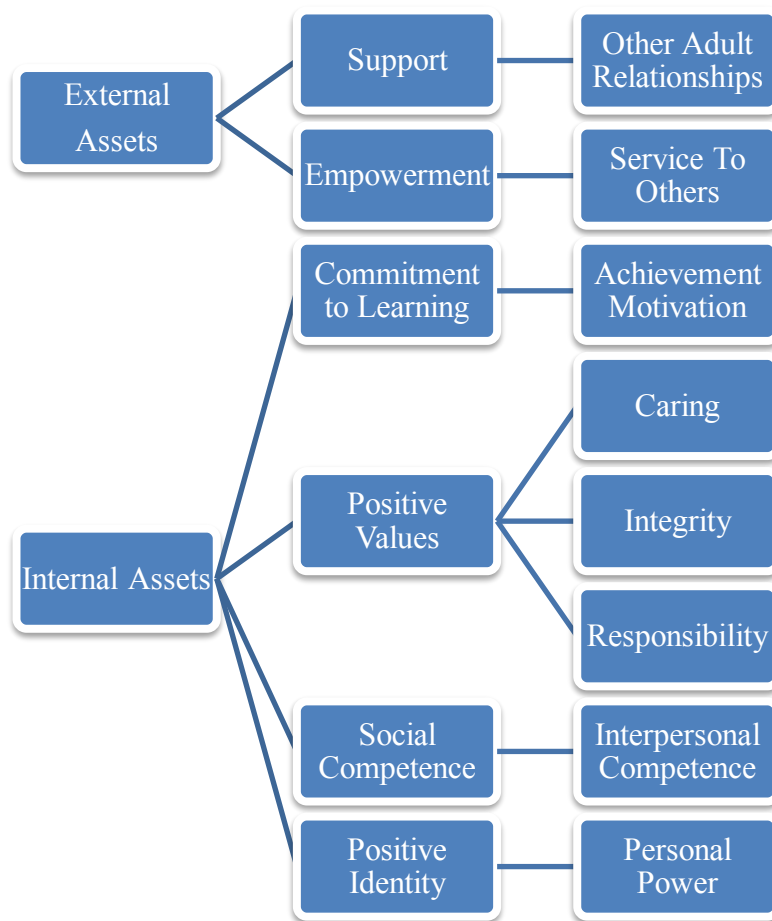 External
Assets
Support
Other Adult
Relationships
Empowerment
Service To
Others
Internal Assets
Commitment
to Learning
Achievement
Motivation
Positive
Values
Caring
Integrity
Responsibility
Social
Competence
Interpersonal
Competence
Positive
Identity
Personal
Power